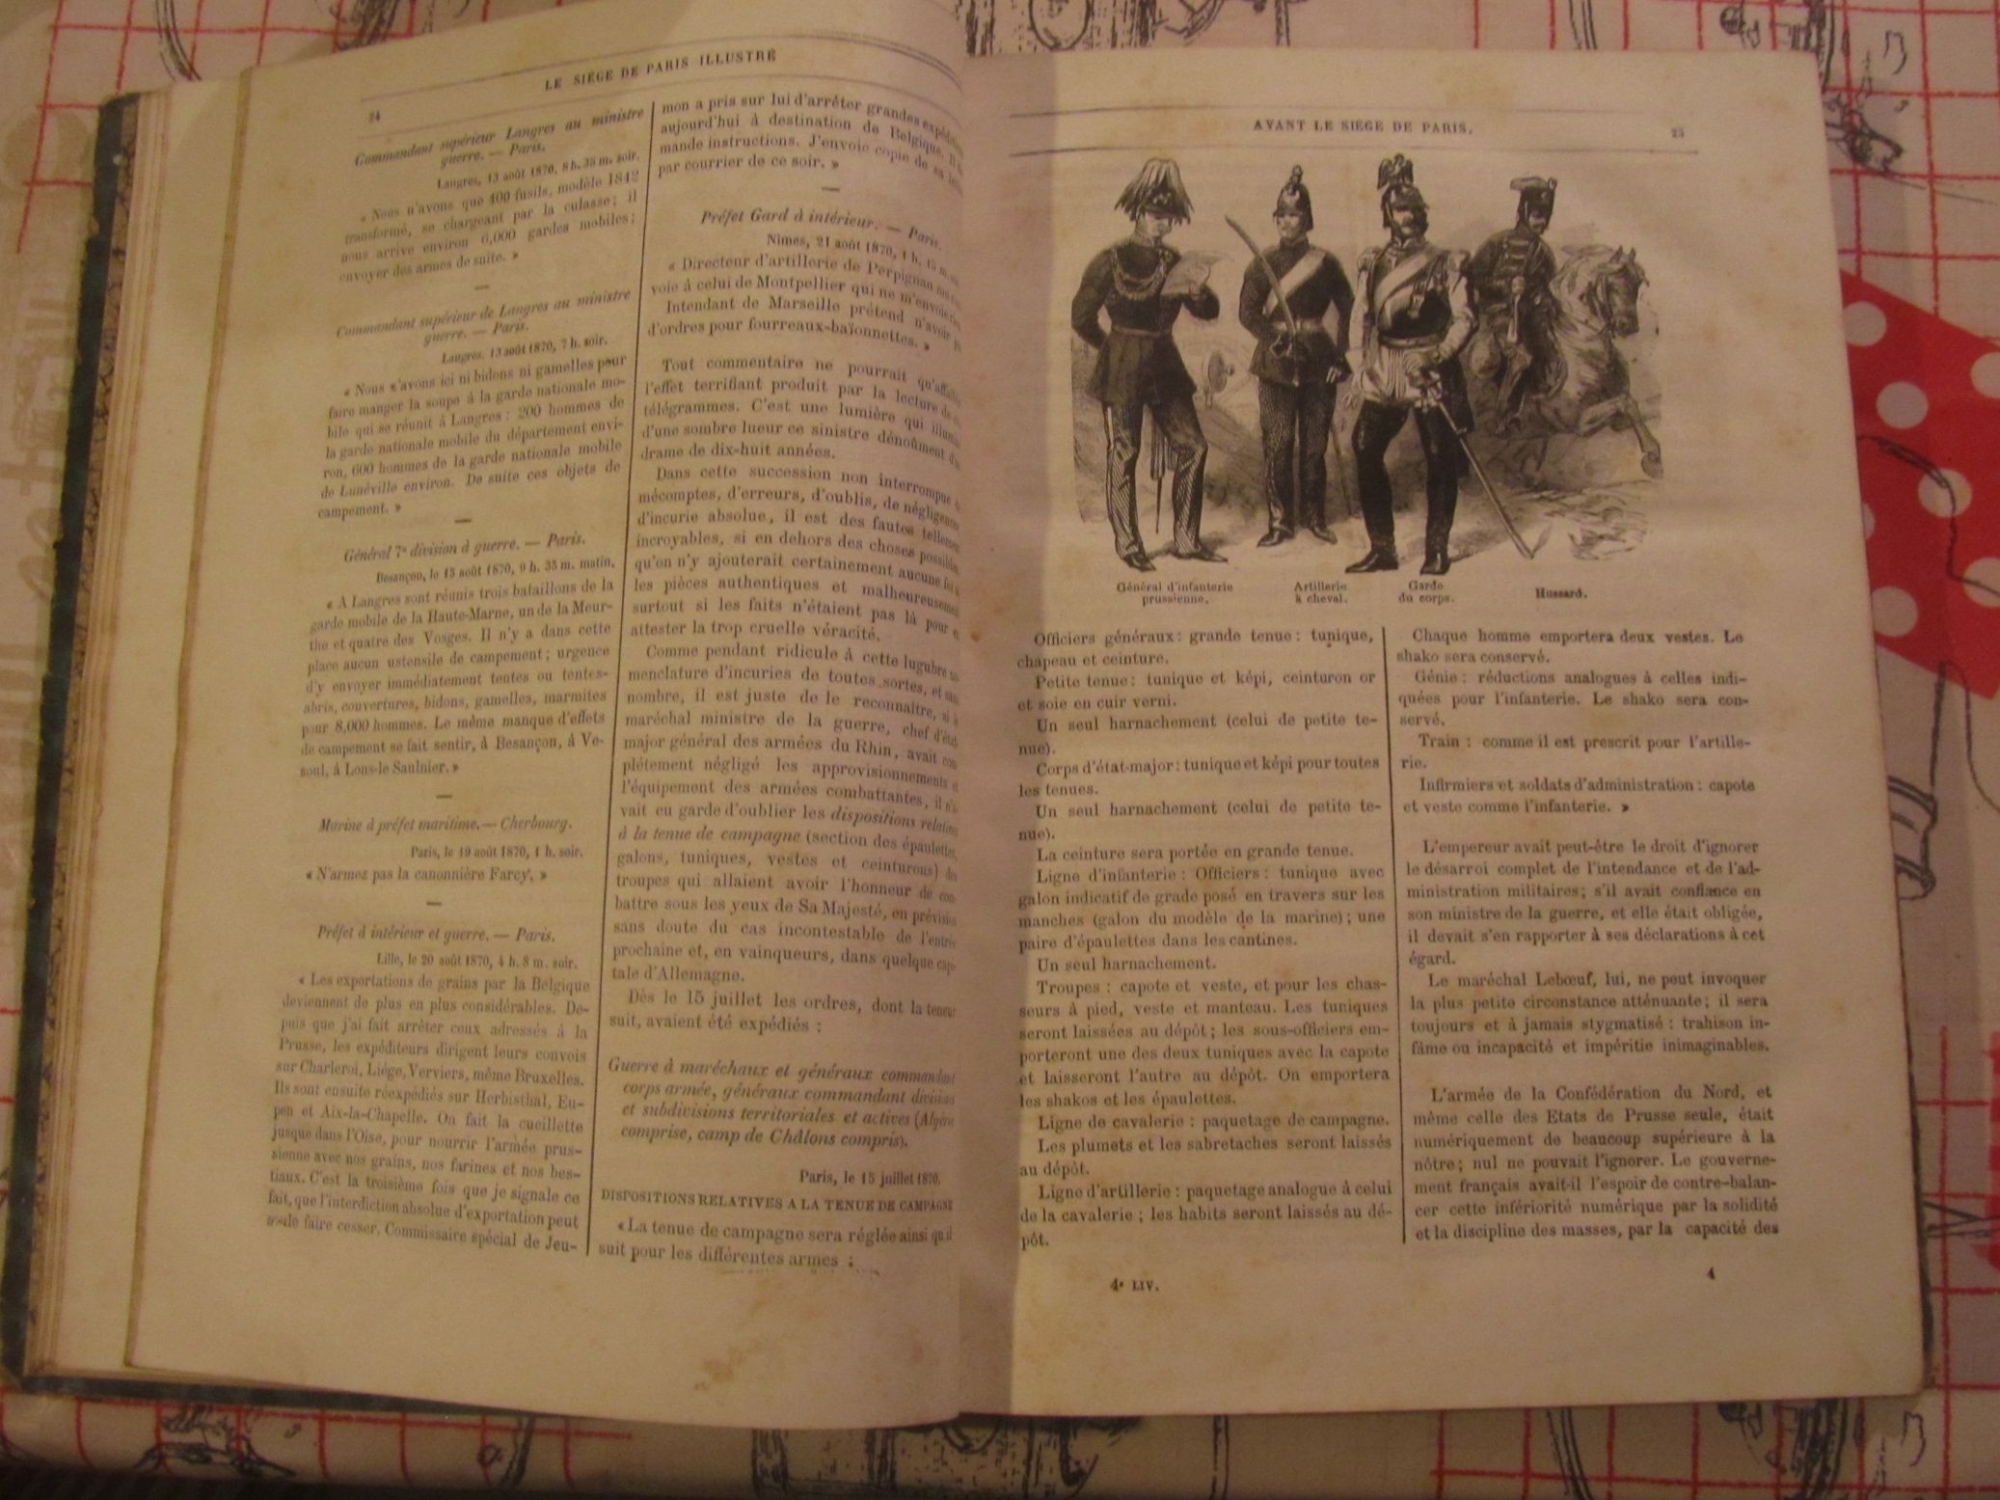 LE SIÉGE DE PARIS ILLUSTRÉ
24
Commandant supérieur Langres au ministre
guerre. — Paris.
Langres, 13 août 1870, 8 h. 35 m. soir.
« Nous n'avons que 400 fusils, modèle 1842
transformé, se chargeant par la culasse; il
nous arrive environ 6,000 gardes mobiles;
envoyer des armes de suite. »
—
Commandant supérieur de Langres au ministre
guerre. — Paris.
Langres, 13 août 1870, 7 h. soir.
« Nous n'avons ici ni bidons ni gamelles pour
faire manger la soupe à la garde nationale mo-
bile qui se réunit à Langres : 200 hommes de
la garde nationale mobile du département envi-
ron, 600 hommes de la garde nationale mobile
de Lunéville environ. De suite ces objets de
campement. »
—
Général 7e division à guerre. — Paris.
Besançon, le 15 août 1870, 9 h. 35 m. matin.
« A Langres sont réunis trois bataillons de la
garde mobile de la Haute-Marne, un de la Meur-
the et quatre des Vosges. Il n'y a dans cette
place aucun ustensile de campement; urgence
d'y envoyer immédiatement tentes ou tentes-
abris, couvertures, bidons, gamelles, marmites
pour 8,000 hommes. Le même manque d'effets
de campement se fait sentir, à Besançon, à Ve-
soul, à Lons-le Saulnier. »
—
Marine à préfet maritime. — Cherbourg.
Paris, le 19 août 1870, 1 h. soir.
« N'armez pas la canonnière Farcy. »
—
Préfet à intérieur et guerre. — Paris.
Lille, le 20 août 1870, 4 h. 8 m. soir.
« Les exportations de grains par la Belgique
deviennent de plus en plus considérables. De-
puis que j'ai fait arrêter ceux adressés à la
Prusse, les expéditeurs dirigent leurs convois
sur Charleroi, Liége, Verviers, même Bruxelles.
Ils sont ensuite réexpédiés sur Herbisthal, Eu-
pen et Aix-la-Chapelle. On fait la cueillette
jusque dans l'Oise, pour nourrir l'armée prus-
sienne avec nos grains, nos farines et nos bes-
tiaux. C'est la troisième fois que je signale ce
fait, que l'interdiction absolue d'exportation peut
seule faire cesser. Commissaire spécial de Jeu-
mon a pris sur lui d'arrêter grandes
aujourd'hui à destination de Belgique. Il
mande instructions. J'envoie copie de sa
par courrier de ce soir. »
—
Préfet Gard à intérieur. — Paris.
Nîmes, 21 août 1870, 4 h. 15 m.
« Directeur d'artillerie de Perpignan
voie à celui de Montpellier qui ne m'envoie
Intendant de Marseille prétend n'avoir
d'ordres pour fourreaux-baïonnettes. »
Tout commentaire ne pourrait
l'effet terrifiant produit par la lecture
télégrammes. C'est une lumière qui
d'une sombre lueur ce sinistre dénoûment
drame de dix-huit années.
Dans cette succession non interrompue
mécomptes, d'erreurs, d'oublis, de négligences
d'incurie absolue, il est des fautes tellement
incroyables, si en dehors des choses
qu'on n'y ajouterait certainement aucune
les pièces authentiques et malheureusement
surtout si les faits n'étaient pas là pour
attester la trop cruelle véracité.
Comme pendant ridicule à cette lugubre
menclature d'incuries de toutes sortes, et
nombre, il est juste de le reconnaître, si
maréchal ministre de la guerre, chef d'état
major général des armées du Rhin, avait
plétement négligé les approvisionnements
l'équipement des armées combattantes, il
vait eu garde d'oublier les dispositions
à la tenue de campagne (section des épaulettes,
galons, tuniques, vestes et ceinturons)
troupes qui allaient avoir l'honneur de
battre sous les yeux de Sa Majesté, en
sans doute du cas incontestable de
prochaine et, en vainqueurs, dans quelque
tale d'Allemagne.
Dès le 15 juillet les ordres, dont la teneur
suit, avaient été expédiés :
Guerre à maréchaux et généraux commandant
corps armée, généraux commandant division
et subdivisions territoriales et actives (Algérie
comprise, camp de Châlons compris).
Paris, le 15 juillet 1870.
DISPOSITIONS RELATIVES A LA TENUE DE CAMPAGNE
« La tenue de campagne sera réglée ainsi qu'il
suit pour les différentes armes :
AVANT LE SIÉGE DE PARIS.
25
Général d'infanterie
prussienne.
Artillerie
à cheval.
Garde
du corps.
Hussard.
Officiers généraux : grande tenue : tunique,
chapeau et ceinture.
Petite tenue : tunique et képi, ceinturon or
et soie en cuir verni.
Un seul harnachement (celui de petite te-
nue).
Corps d'état-major : tunique et képi pour toutes
les tenues.
Un seul harnachement (celui de petite te-
nue).
La ceinture sera portée en grande tenue.
Ligne d'infanterie : Officiers : tunique avec
galon indicatif de grade posé en travers sur les
manches (galon du modèle de la marine); une
paire d'épaulettes dans les cantines.
Un seul harnachement.
Troupes : capote et veste, et pour les chas-
seurs à pied, veste et manteau. Les tuniques
seront laissées au dépôt; les sous-officiers em-
porteront une des deux tuniques avec la capote
et laisseront l'autre au dépôt. On emportera
les shakos et les épaulettes.
Ligne de cavalerie : paquetage de campagne.
Les plumets et les sabretaches seront laissés
au dépôt.
Ligne d'artillerie : paquetage analogue à celui
de la cavalerie ; les habits seront laissés au dé-
pôt.
Chaque homme emportera deux vestes. Le
shako sera conservé.
Génie : réductions analogues à celles indi-
quées pour l'infanterie. Le shako sera con-
servé.
Train : comme il est prescrit pour l'artille-
rie.
Infirmiers et soldats d'administration : capote
et veste comme l'infanterie. »
L'empereur avait peut-être le droit d'ignorer
le désarroi complet de l'intendance et de l'ad-
ministration militaires; s'il avait confiance en
son ministre de la guerre, et elle était obligée,
il devait s'en rapporter à ses déclarations à cet
égard.
Le maréchal Lebœuf, lui, ne peut invoquer
la plus petite circonstance atténuante; il sera
toujours et à jamais stygmatisé : trahison in-
fâme ou incapacité et impéritie inimaginables.
L'armée de la Confédération du Nord, et
même celle des Etats de Prusse seule, était
numériquement de beaucoup supérieure à la
nôtre; nul ne pouvait l'ignorer. Le gouverne-
ment français avait-il l'espoir de contre-balan-
cer cette infériorité numérique par la solidité
et la discipline des masses, par la capacité des
4e LIV.
4